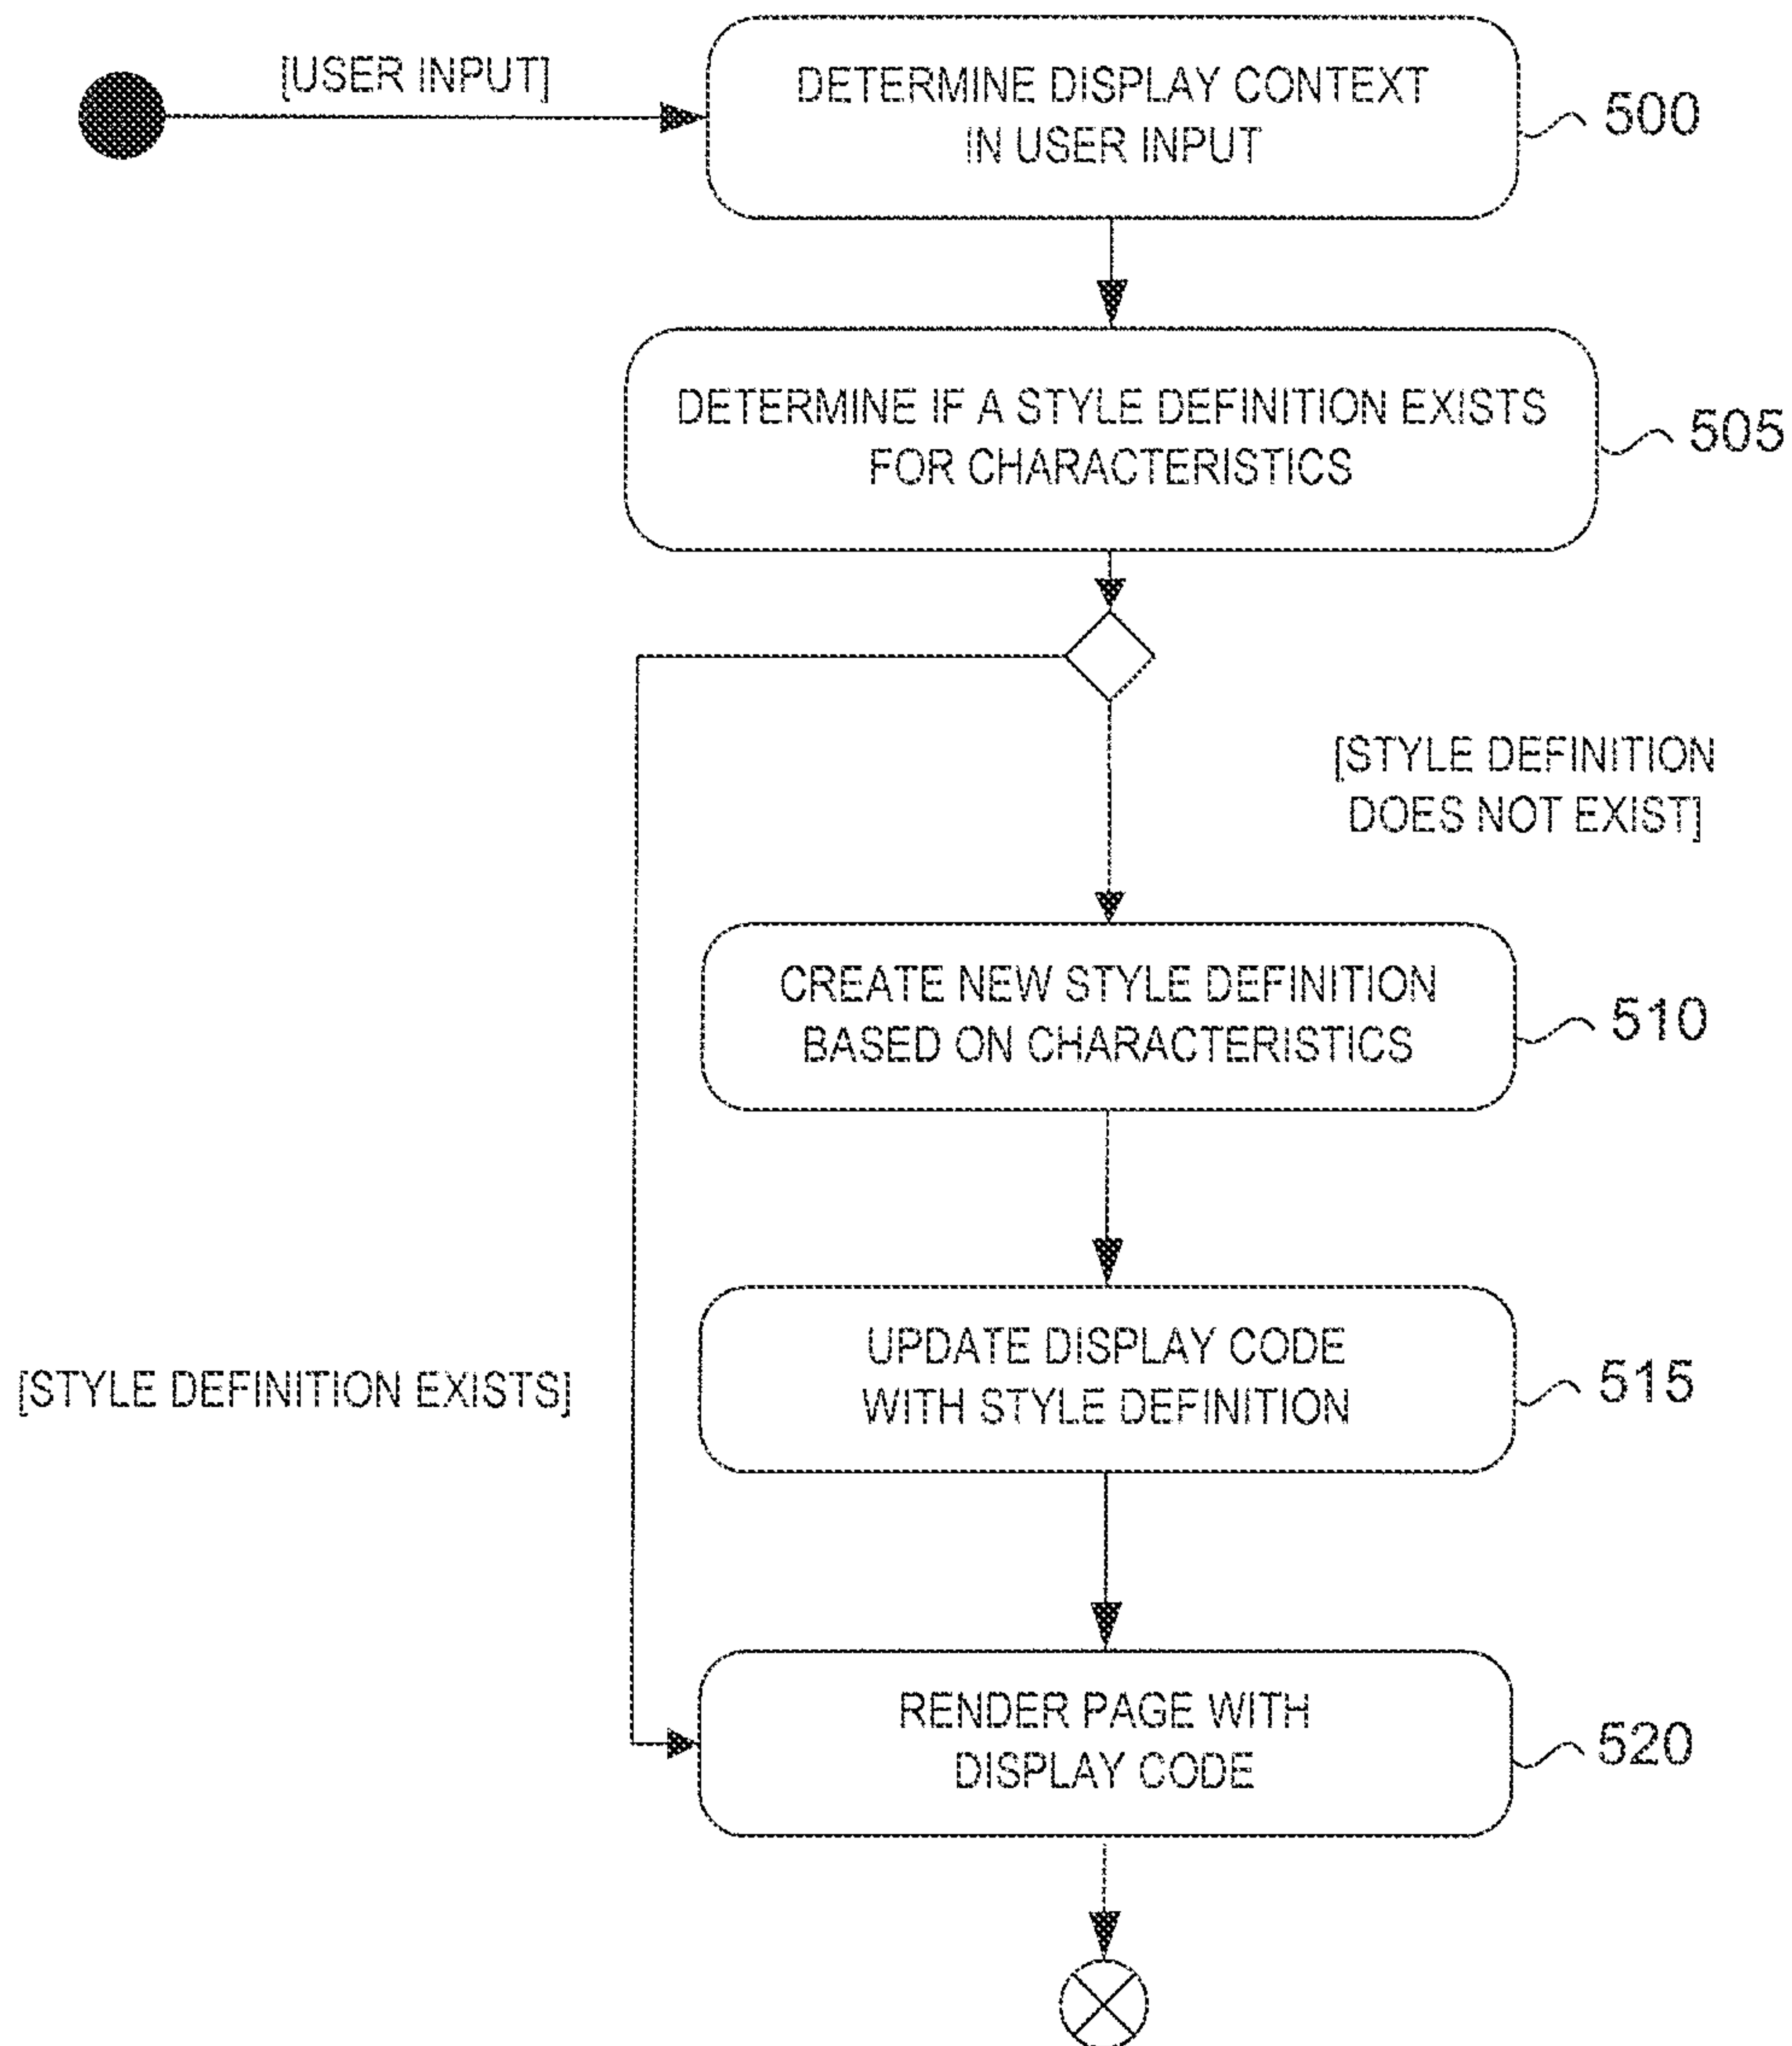 [USER INPUT]
DETERMINE DISPLAY CONTEXT
IN USER INPUT
500
DETERMINE IF A STYLE DEFINITION EXISTS
FOR CHARACTERISTICS
505
[STYLE DEFINITION
DOES NOT EXIST]
CREATE NEW STYLE DEFINITION
BASED ON CHARACTERISTICS
510
UPDATE DISPLAY CODE
WITH STYLE DEFINITION
515
[STYLE DEFINITION EXISTS]
RENDER PAGE WITH
DISPLAY CODE
520